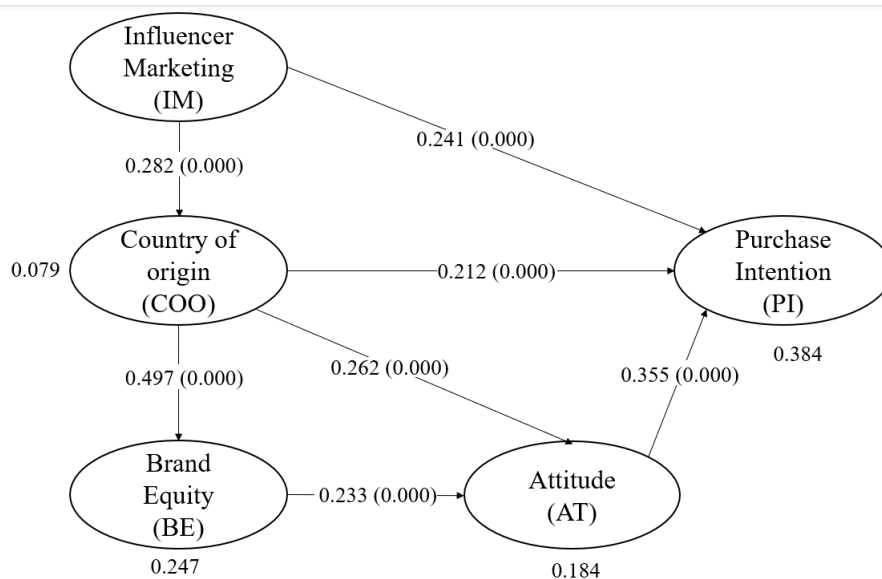 Influencer
Marketing
(IM)
0.241 (0.000)
0.282 (0.000)
Country of
origin
(COO)
0.079
0.212 (0.000)
Purchase
Intention
(PI)
0.384
0.497 (0.000)
0.262 (0.000)
0.355 (0.000)
Brand
Equity
(BE)
0.247
0.233 (0.000)
Attitude
(AT)
0.184